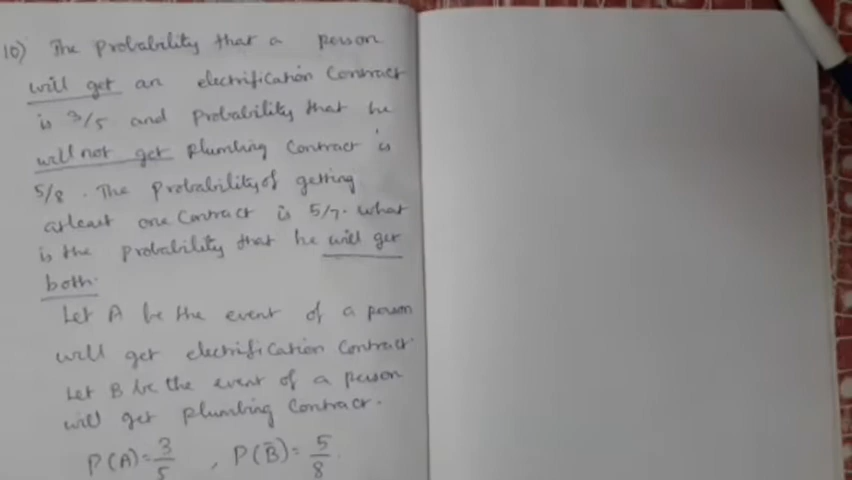 10) The Probability that a person
will get an electrification Contract
is 3/5 and Probability that he
will not get plumbing Contract is
5/8. The Probability of getting
atleast one Contract is 5/7. What
is the probability that he will get
both.
Let A be the event of a person
will get electrification Contract
Let B be the event of a person
will get plumbing Contract.
P(A)=3/5, P(B̄)=5/8.